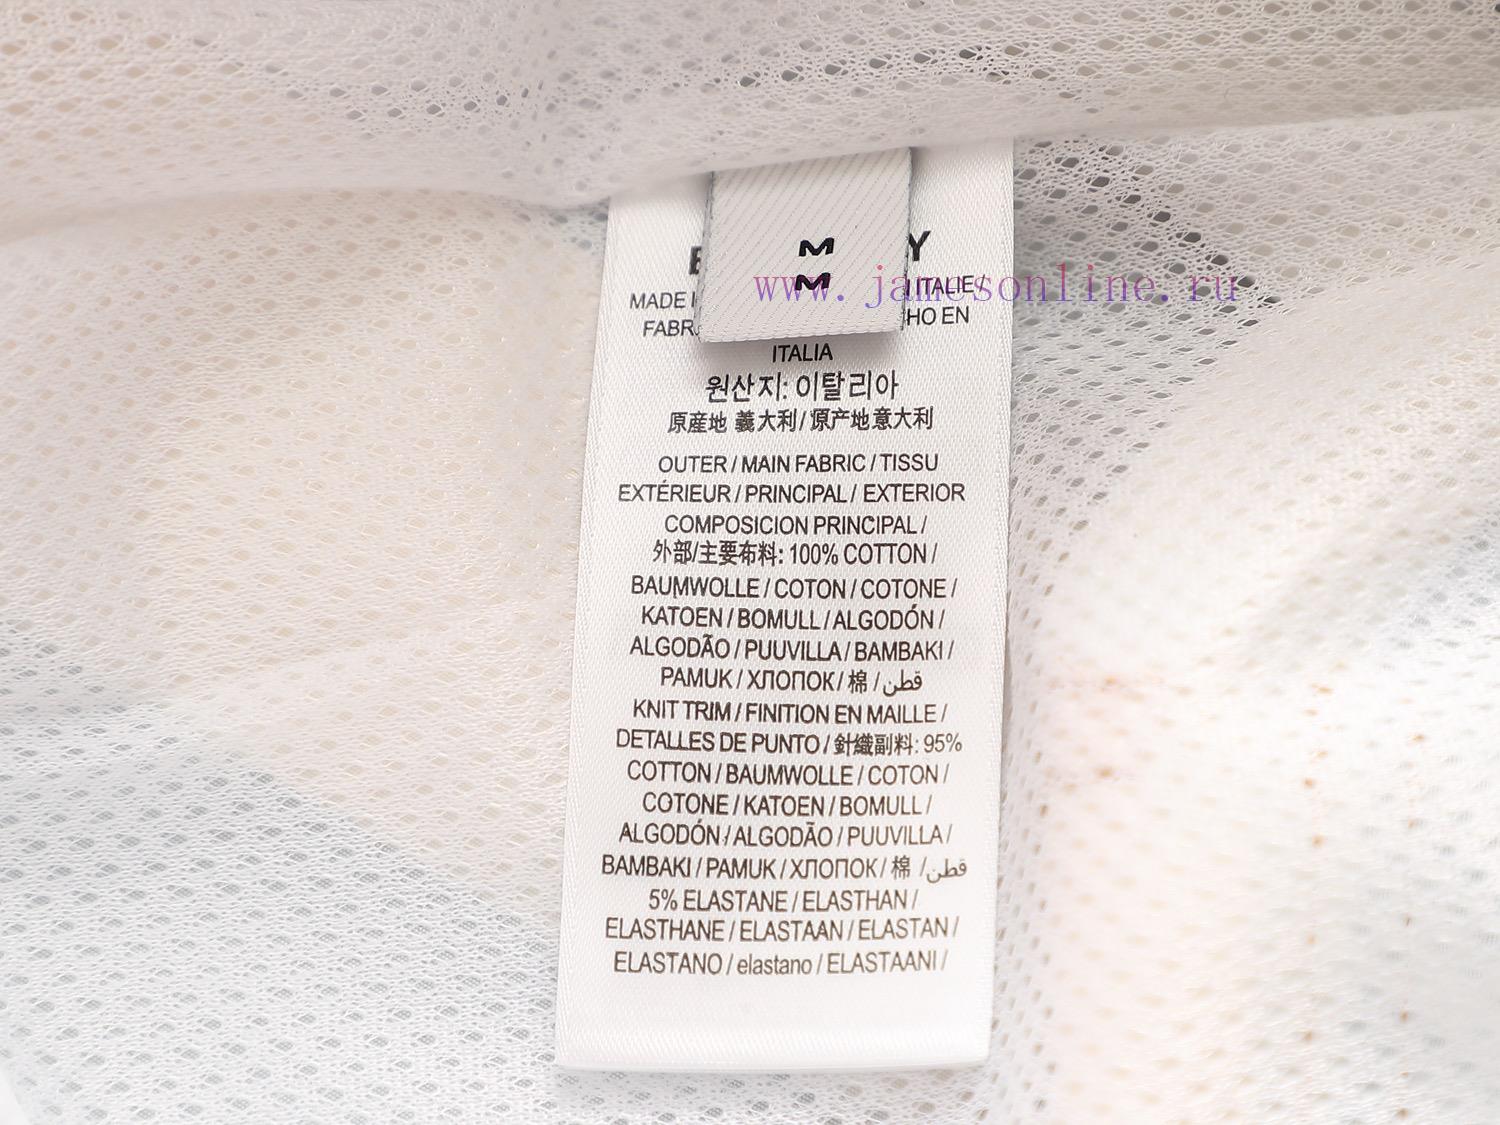 M
M
www.jamesonline.ru
MADE
ITALIE/
HO EN
ITALIA
원산지: 이탈리아
原産地 義大利/原产地意大利
OUTER / MAIN FABRIC / TISSU
EXTÉRIEUR / PRINCIPAL / EXTERIOR
COMPOSICION PRINCIPAL /
外部/主要布料: 100% COTTON /
BAUMWOLLE / COTON / COTONE /
KATOEN / BOMULL / ALGODÓN /
ALGODÃO / PUUVILLA / BAMBAKI /
PAMUK / ХЛОПОК / 棉 / قطن
KNIT TRIM / FINITION EN MAILLE /
DETALLES DE PUNTO / 針織副料: 95%
COTTON / BAUMWOLLE / COTON /
COTONE / KATOEN / BOMULL /
ALGODÓN / ALGODÃO / PUUVILLA /
BAMBAKI / PAMUK / ХЛОПОК / 棉 / قطن
5% ELASTANE / ELASTHAN /
ELASTHANE / ELASTAAN / ELASTAN /
ELASTANO / elastano / ELASTAANI /